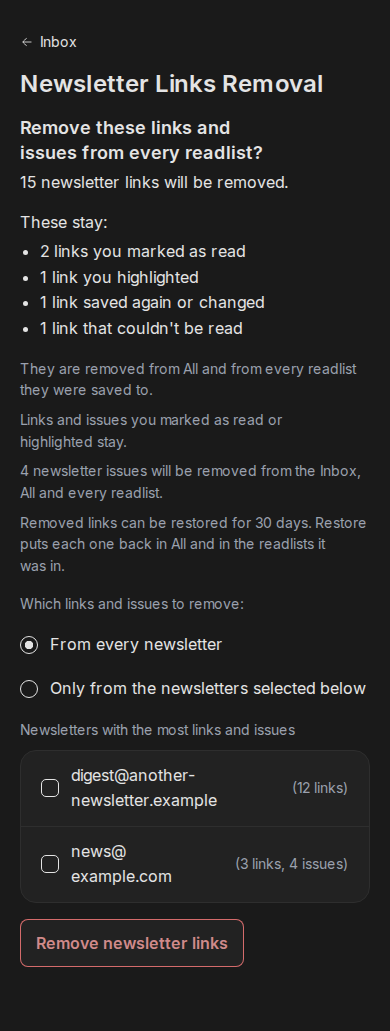 ← Inbox
Newsletter Links Removal
Remove these links and
issues from every readlist?
15 newsletter links will be removed.
These stay:
• 2 links you marked as read
• 1 link you highlighted
• 1 link saved again or changed
• 1 link that couldn't be read
They are removed from All and from every readlist
they were saved to.
Links and issues you marked as read or
highlighted stay.
4 newsletter issues will be removed from the Inbox,
All and every readlist.
Removed links can be restored for 30 days. Restore
puts each one back in All and in the readlists it
was in.
Which links and issues to remove:
From every newsletter
Only from the newsletters selected below
Newsletters with the most links and issues
digest@another-
newsletter.example
(12 links)
news@
example.com
(3 links, 4 issues)
Remove newsletter links